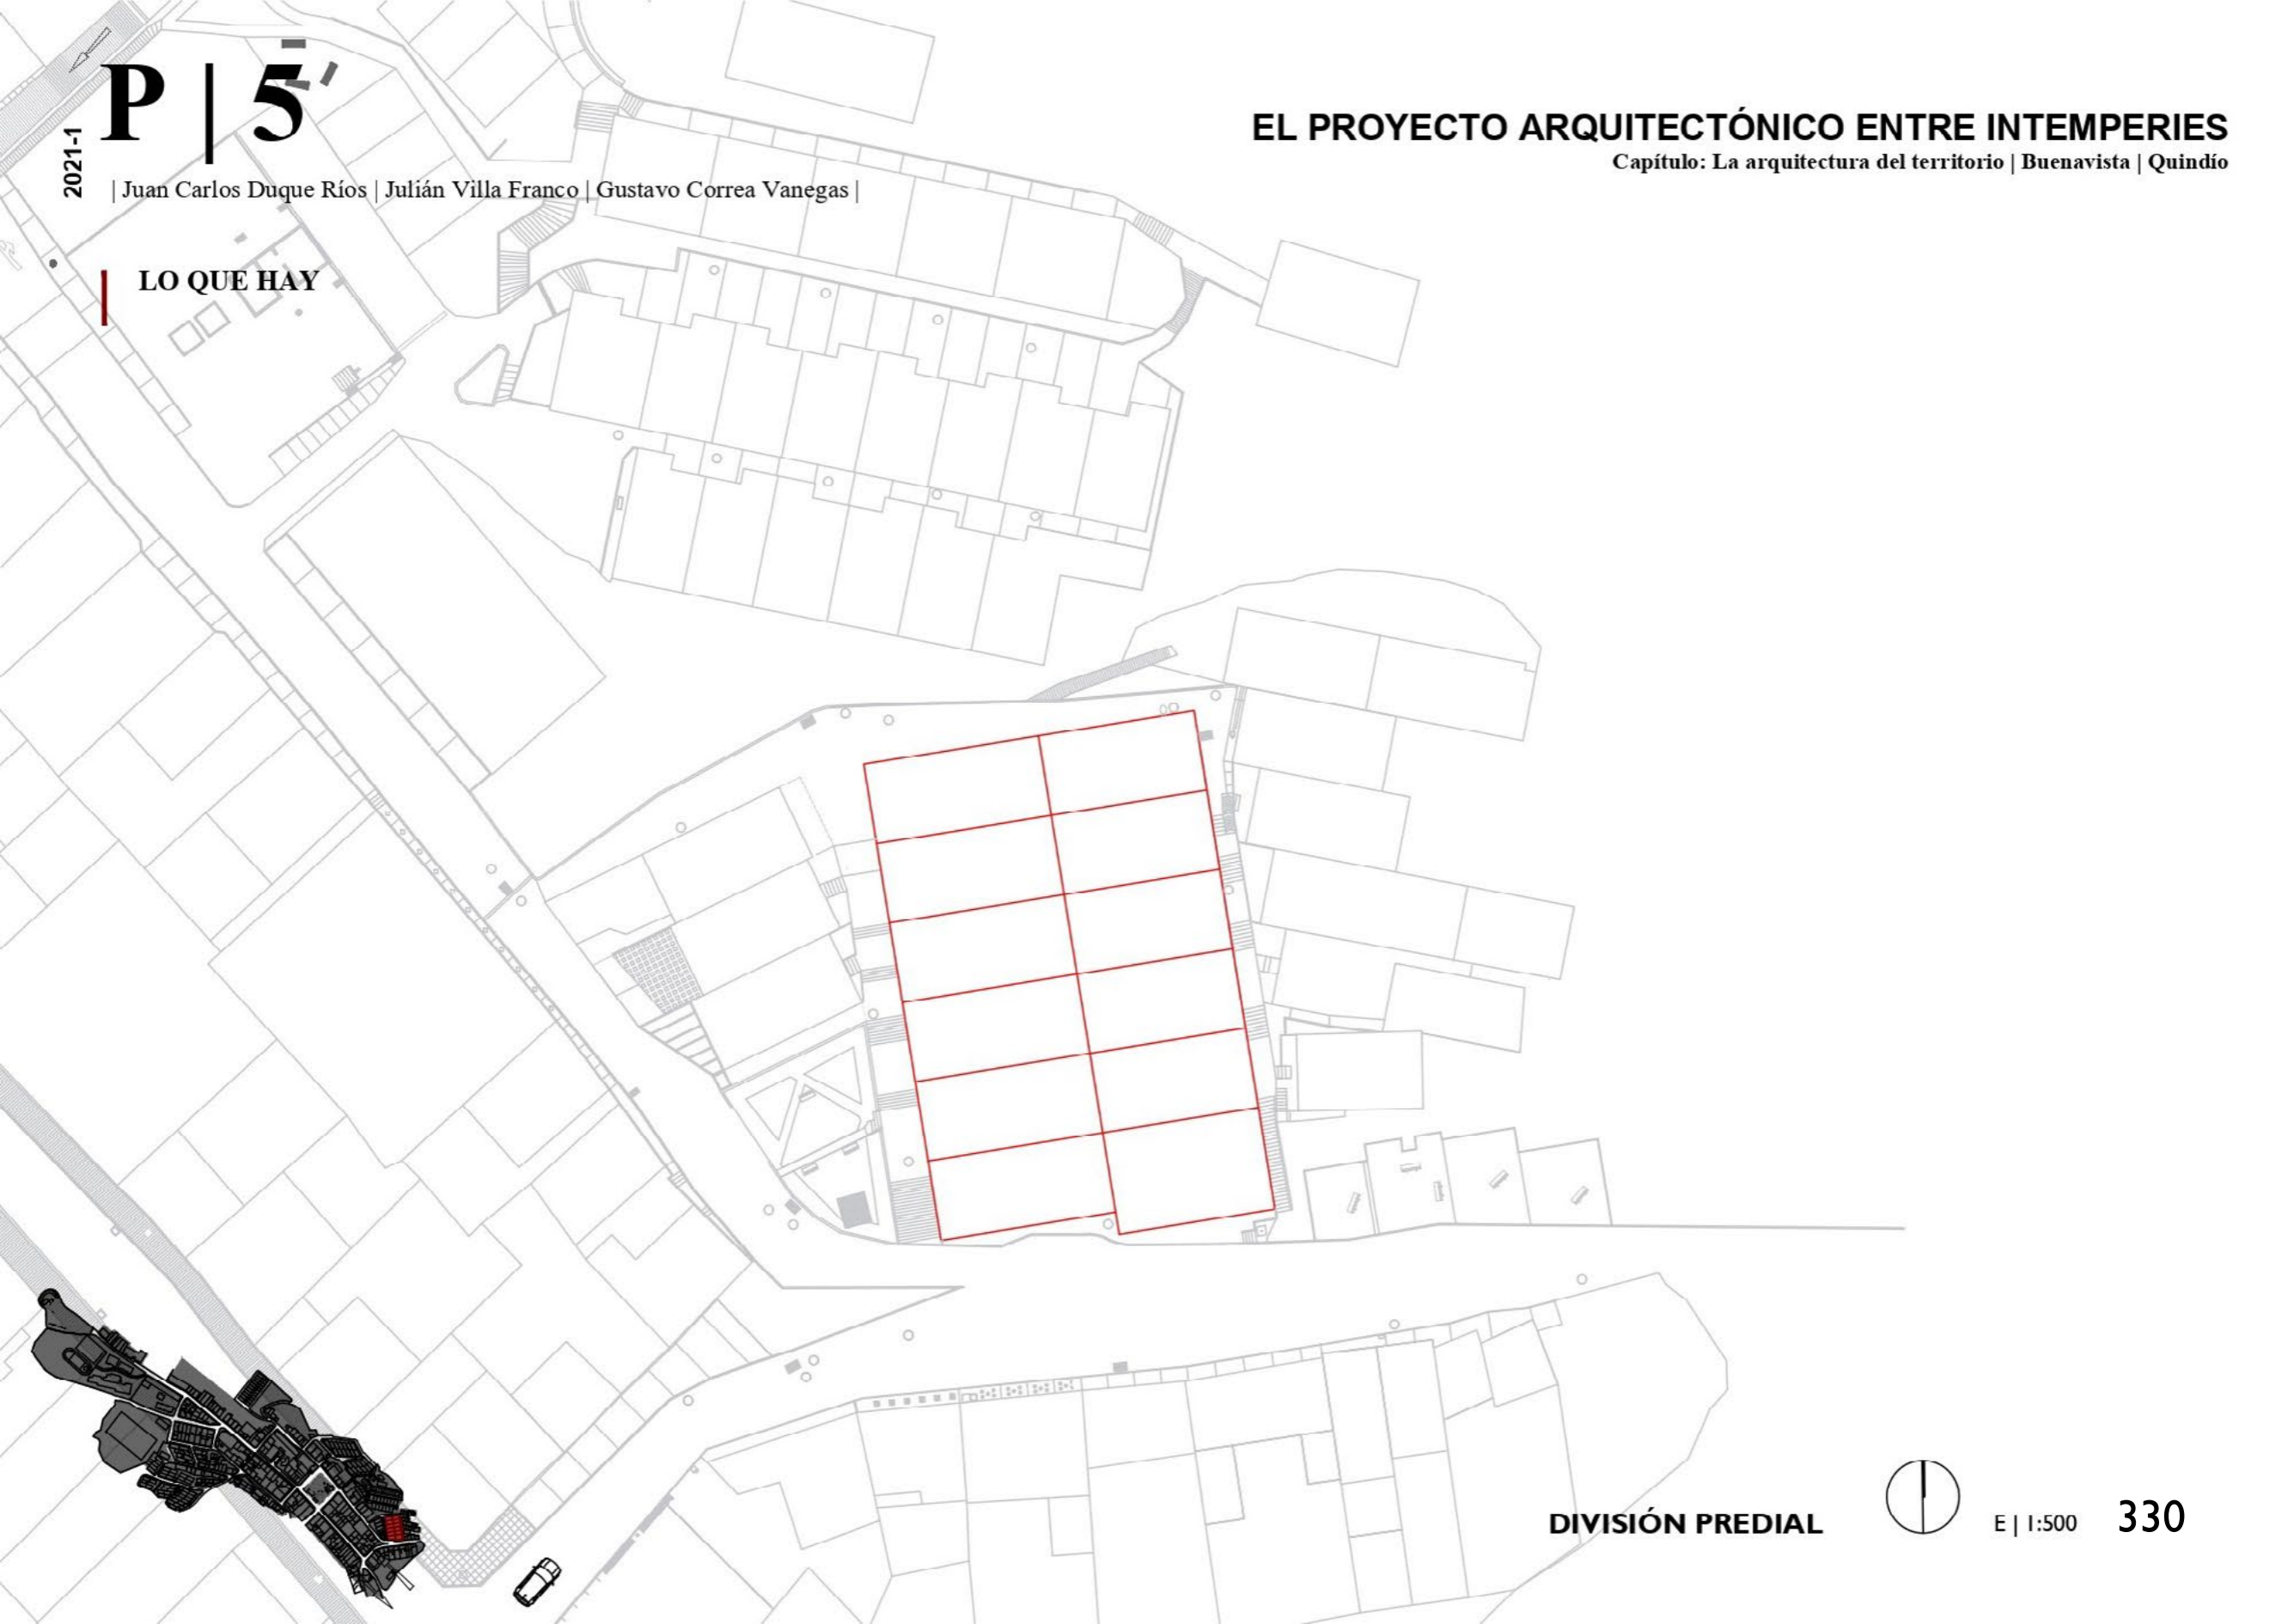 P | 5
2021-1
| Juan Carlos Duque Ríos | Julián Villa Franco | Gustavo Correa Vanegas |
EL PROYECTO ARQUITECTÓNICO ENTRE INTEMPERIES
Capítulo: La arquitectura del territorio | Buenavista | Quindío
LO QUE HAY
DIVISIÓN PREDIAL
E | 1:500
330